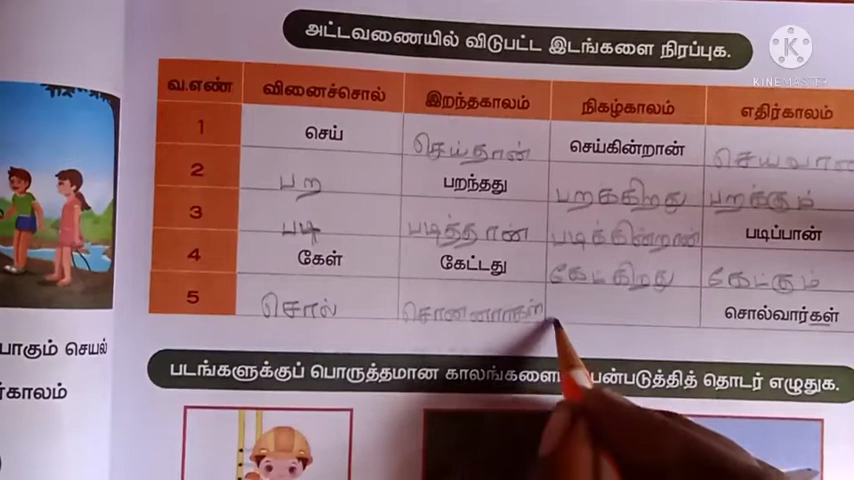 அட்டவணையில் விடுபட்ட இடங்களை நிரப்புக.
KINEMASTER
வ.எண் வினைச்சொல் இறந்தகாலம் நிகழ்காலம் எதிர்காலம்
1 செய் செய்தான் செய்கின்றான் செய்வான்
2 பற பறந்தது பறக்கிறது பறக்கும்
3 படி படித்தான் படிக்கின்றான் படிப்பான்
4 கேள் கேட்டது கேட்கிறது கேட்கும்
5 சொல் சொன்னார்கள் சொல்வார்கள்
யாகும் செயல்
படங்களுக்குப் பொருத்தமான காலங்களை பயன்படுத்தித் தொடர் எழுதுக.
ர்காலம்